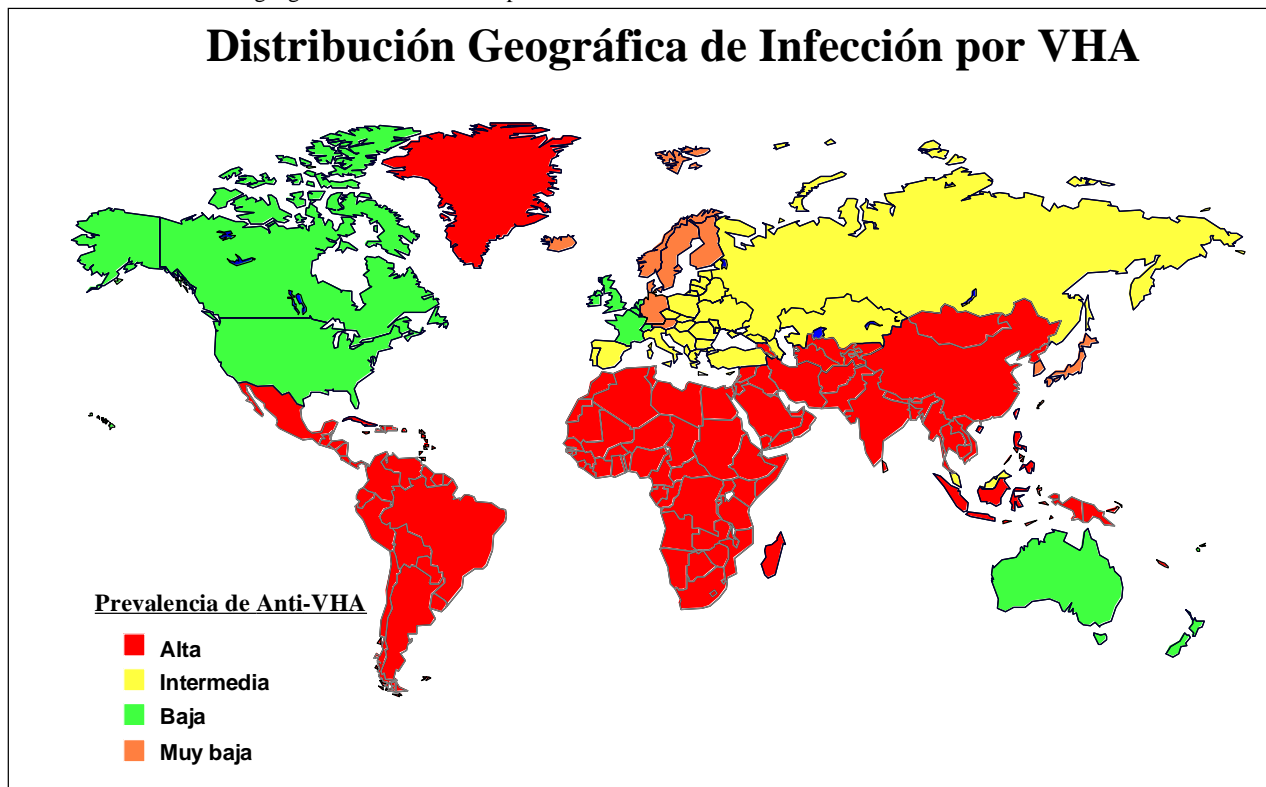 Distribución Geográfica de Infección por VHA
Prevalencia de Anti-VHA
Alta
Intermedia
Baja
Muy baja